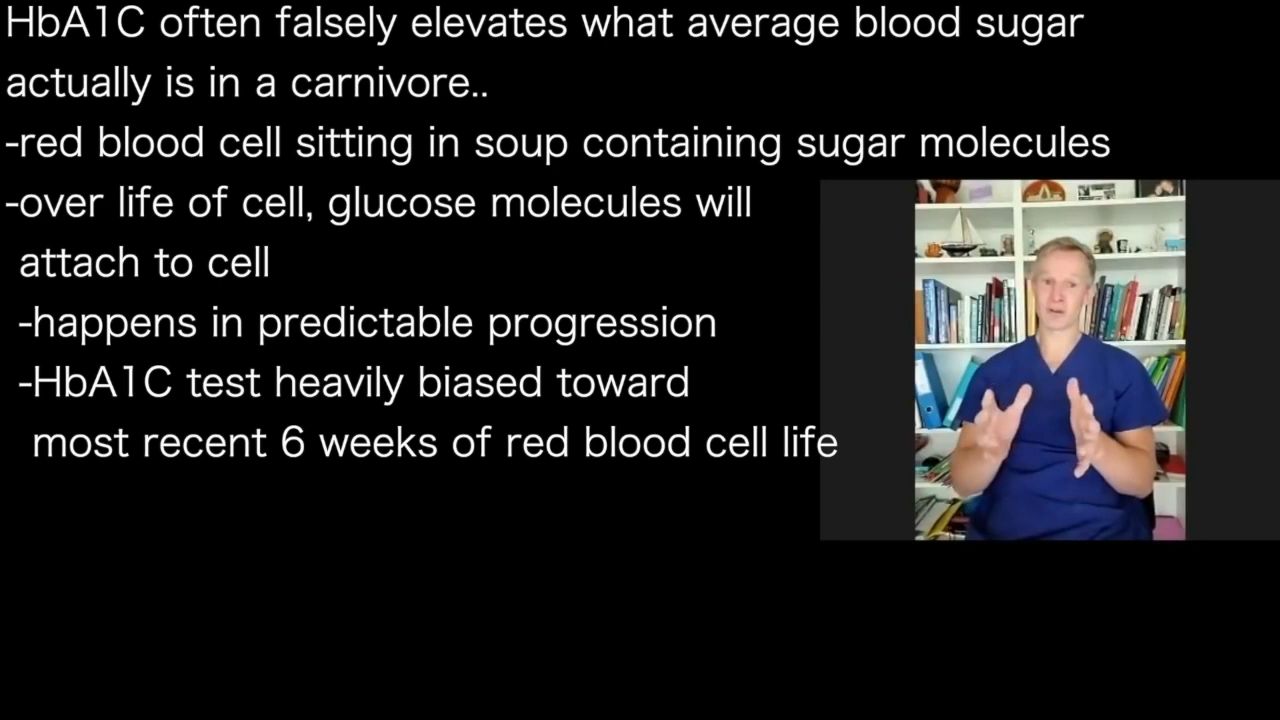 HbA1C often falsely elevates what average blood sugar
actually is in a carnivore..
-red blood cell sitting in soup containing sugar molecules
-over life of cell, glucose molecules will
attach to cell
-happens in predictable progression
-HbA1C test heavily biased toward
most recent 6 weeks of red blood cell life